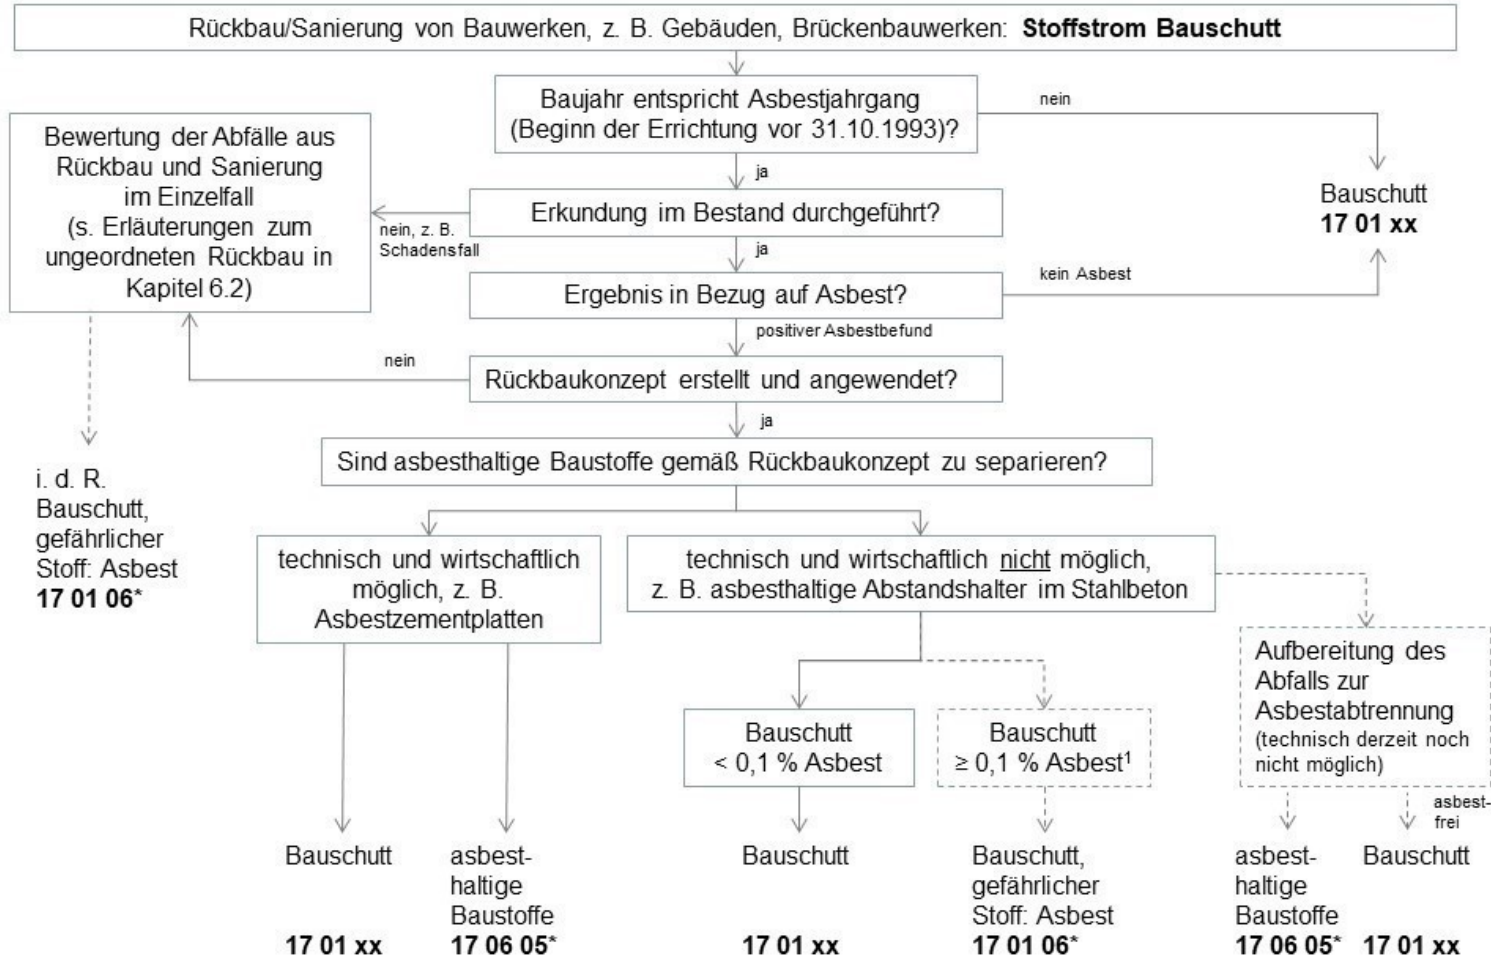 Rückbau/Sanierung von Bauwerken, z. B. Gebäuden, Brückenbauwerken: Stoffstrom Bauschutt
Baujahr entspricht Asbestjahrgang
(Beginn der Errichtung vor 31.10.1993)?
nein
Bauschutt
17 01 xx
ja
Bewertung der Abfälle aus
Rückbau und Sanierung
im Einzelfall
(s. Erläuterungen zum
ungeordneten Rückbau in
Kapitel 6.2)
Erkundung im Bestand durchgeführt?
nein, z. B.
Schadensfall
ja
Ergebnis in Bezug auf Asbest?
kein Asbest
positiver Asbestbefund
Rückbaukonzept erstellt und angewendet?
nein
ja
i. d. R.
Bauschutt,
gefährlicher
Stoff: Asbest
17 01 06*
Sind asbesthaltige Baustoffe gemäß Rückbaukonzept zu separieren?
technisch und wirtschaftlich
möglich, z. B.
Asbestzementplatten
technisch und wirtschaftlich nicht möglich,
z. B. asbesthaltige Abstandshalter im Stahlbeton
Aufbereitung des
Abfalls zur
Asbestabtrennung
(technisch derzeit noch
nicht möglich)
Bauschutt
< 0,1 % Asbest
Bauschutt
≥ 0,1 % Asbest¹
asbest-
frei
Bauschutt
17 01 xx
asbest-
haltige
Baustoffe
17 06 05*
Bauschutt
17 01 xx
Bauschutt,
gefährlicher
Stoff: Asbest
17 01 06*
asbest-
haltige
Baustoffe
17 06 05*
Bauschutt
17 01 xx